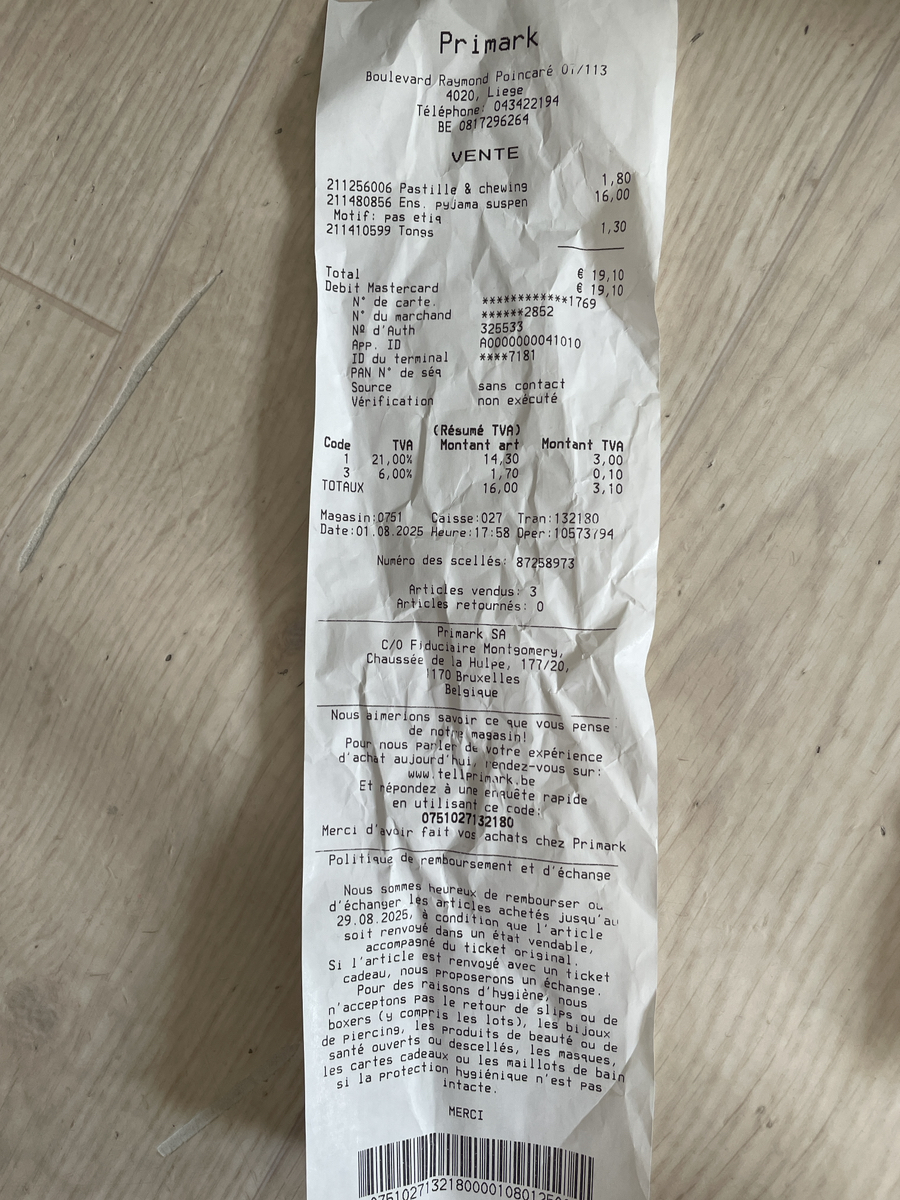 Primark
Boulevard Raymond Poincaré 07/113
4020, Liege
Téléphone: 043422194
BE 0817296264
VENTE
211256006 Pastille & chewing 1,80
211480856 Ens. pyjama suspen 16,00
Motif: pas etiq
211410599 Tongs 1,30
Total € 19,10
Debit Mastercard € 19,10
N° de carte. ************1769
N° du marchand ******2852
Nº d'Auth 325533
App. ID A0000000041010
ID du terminal ****7181
PAN N° de séq
Source sans contact
Vérification non exécuté
(Résumé TVA)
Code TVA Montant art Montant TVA
1 21,00% 14,30 3,00
3 6,00% 1,70 0,10
TOTAUX 16,00 3,10
Magasin:0751 Caisse:027 Tran:132180
Date:01.08.2025 Heure:17:58 Oper:10573794
Numéro des scellés: 87258973
Articles vendus: 3
Articles retournés: 0
Primark SA
C/O Fiduciaire Montgomery,
Chaussée de la Hulpe, 177/20,
1170 Bruxelles
Belgique
Nous aimerions savoir ce que vous pense
de notre magasin!
Pour nous parler de votre expérience
d'achat aujourd'hui, rendez-vous sur:
www.tellprimark.be
Et répondez à une enquête rapide
en utilisant ce code:
0751027132180
Merci d'avoir fait vos achats chez Primark
Politique de remboursement et d'échange
Nous sommes heureux de rembourser ou
d'échanger les articles achetés jusqu'au
29.08.2025, à condition que l'article
soit renvoyé dans un état vendable,
accompagné du ticket original.
Si l'article est renvoyé avec un ticket
cadeau, nous proposerons un échange.
Pour des raisons d'hygiène, nous
n'acceptons pas le retour de slips ou de
boxers (y compris les lots), les bijoux
de piercing, les produits de beauté ou de
santé ouverts ou descellés, les masques,
les cartes cadeaux ou les maillots de bain
si la protection hygiénique n'est pas
intacte.
MERCI